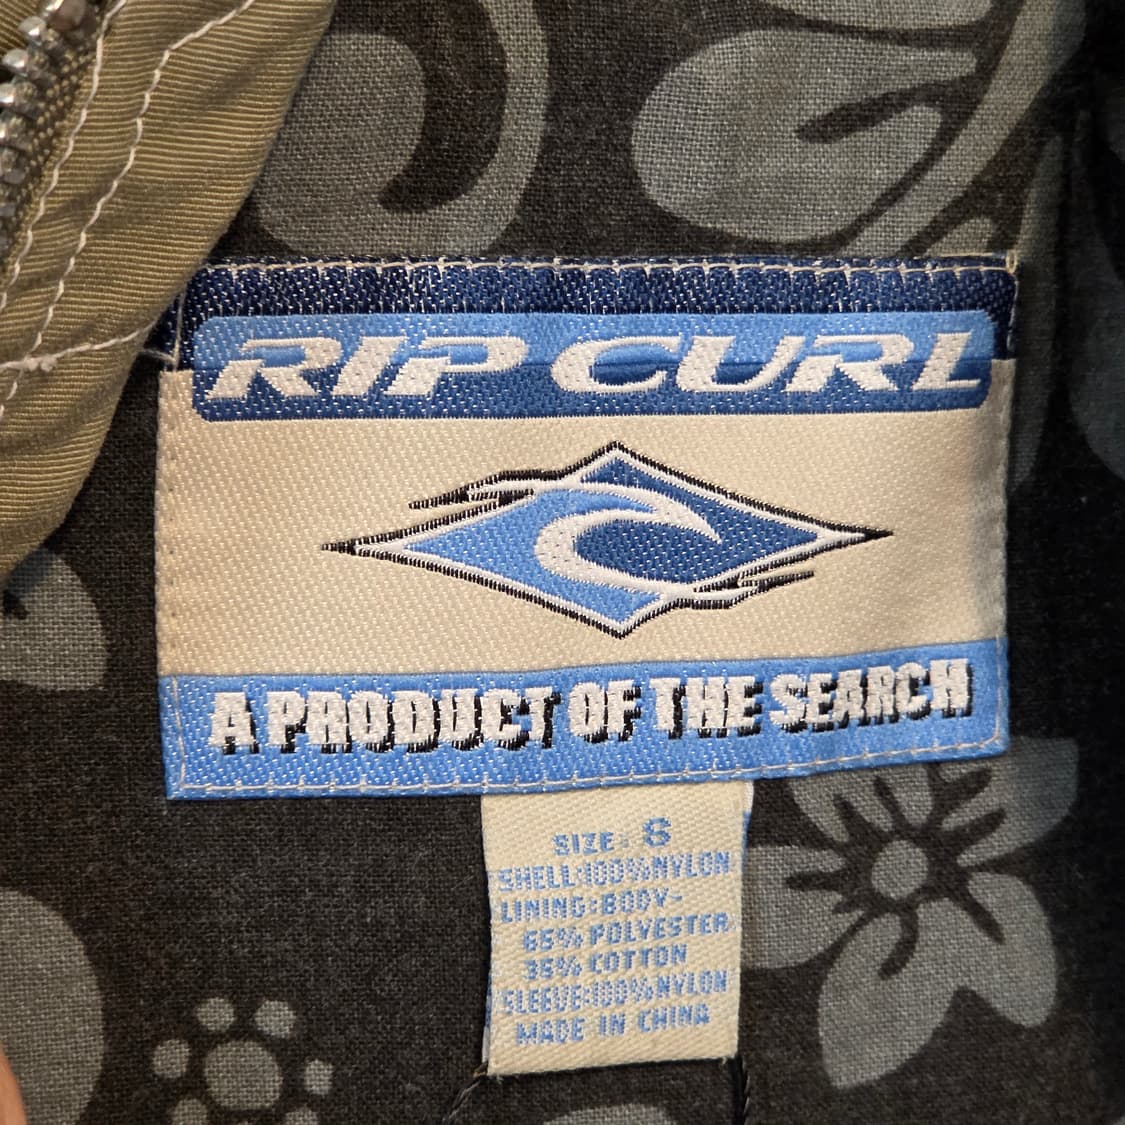 RIP CURL
A PRODUCT OF THE SEARCH
SIZE: S
SHELL:100%NYLON
LINING:BODY-
65% POLYESTER
35% COTTON
SLEEVE:100%NYLON
MADE IN CHINA